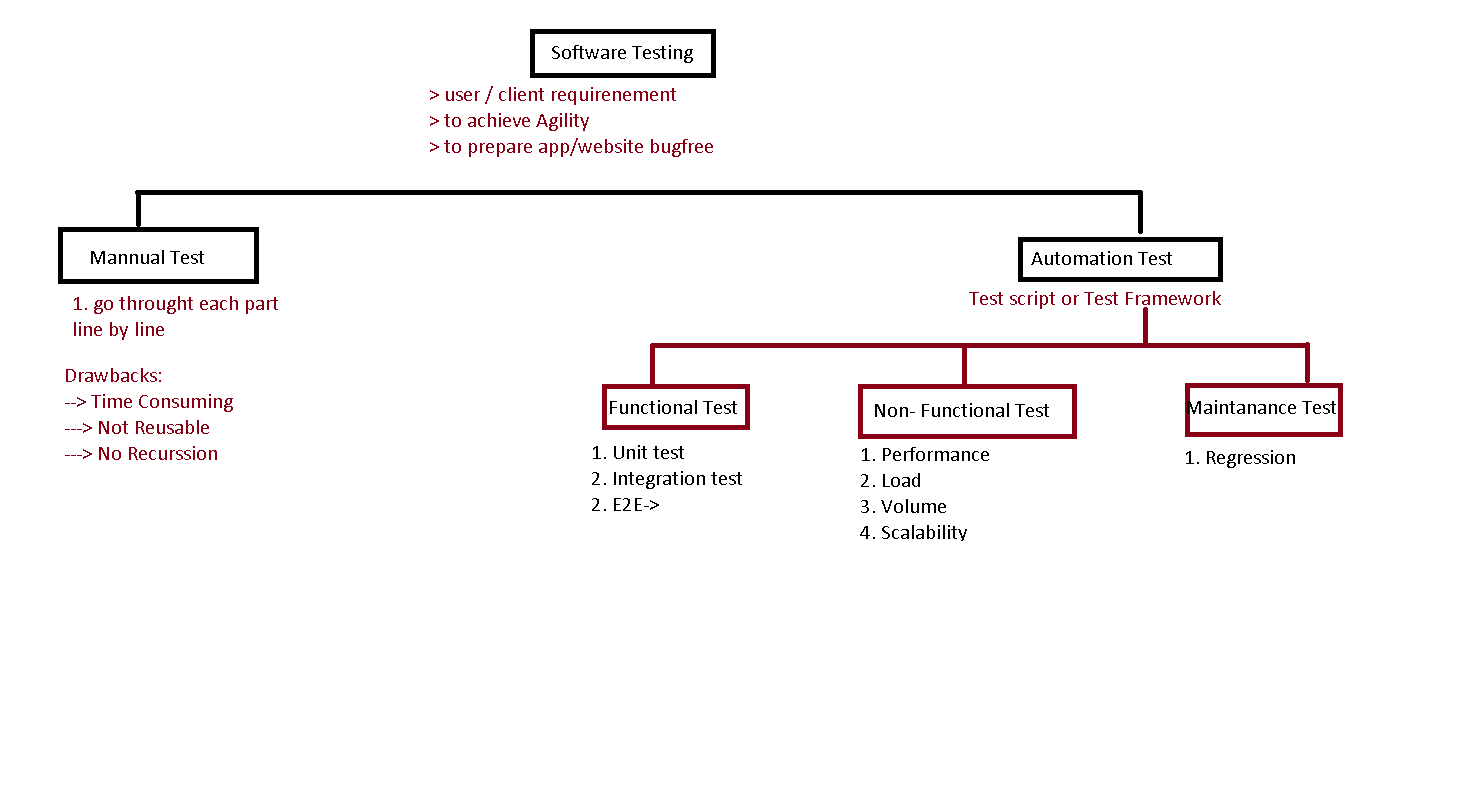 Software Testing
> user / client requirenement
> to achieve Agility
> to prepare app/website bugfree
Mannual Test
1. go throught each part
line by line
Drawbacks:
--> Time Consuming
---> Not Reusable
---> No Recurssion
Automation Test
Test script or Test Framework
Functional Test
1. Unit test
2. Integration test
2. E2E->
Non- Functional Test
1. Performance
2. Load
3. Volume
4. Scalability
Maintanance Test
1. Regression